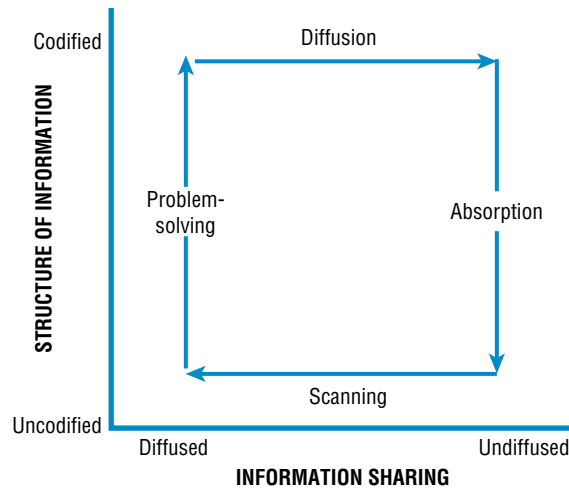 Codified
Diffusion
STRUCTURE OF INFORMATION
Problem-
solving
Absorption
Scanning
Uncodified
Diffused
Undiffused
INFORMATION SHARING